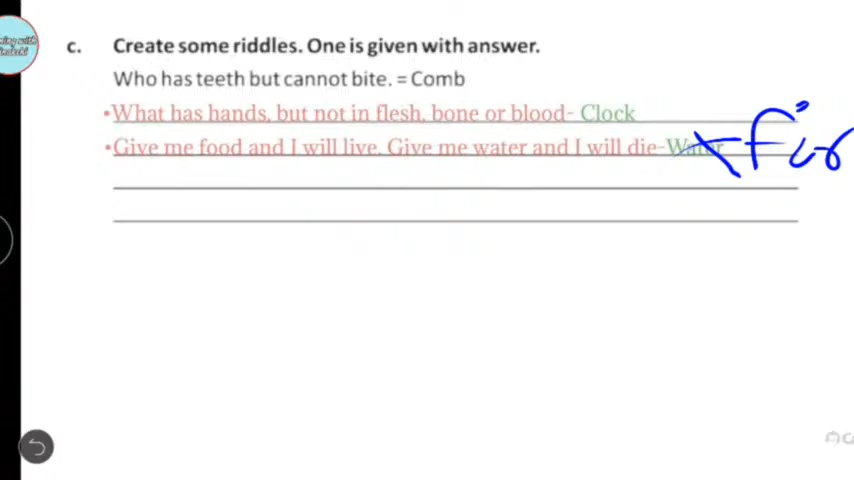 c. Create some riddles. One is given with answer.
Who has teeth but cannot bite. = Comb
•What has hands, but not in flesh, bone or blood- Clock
•Give me food and I will live. Give me water and I will die-Water